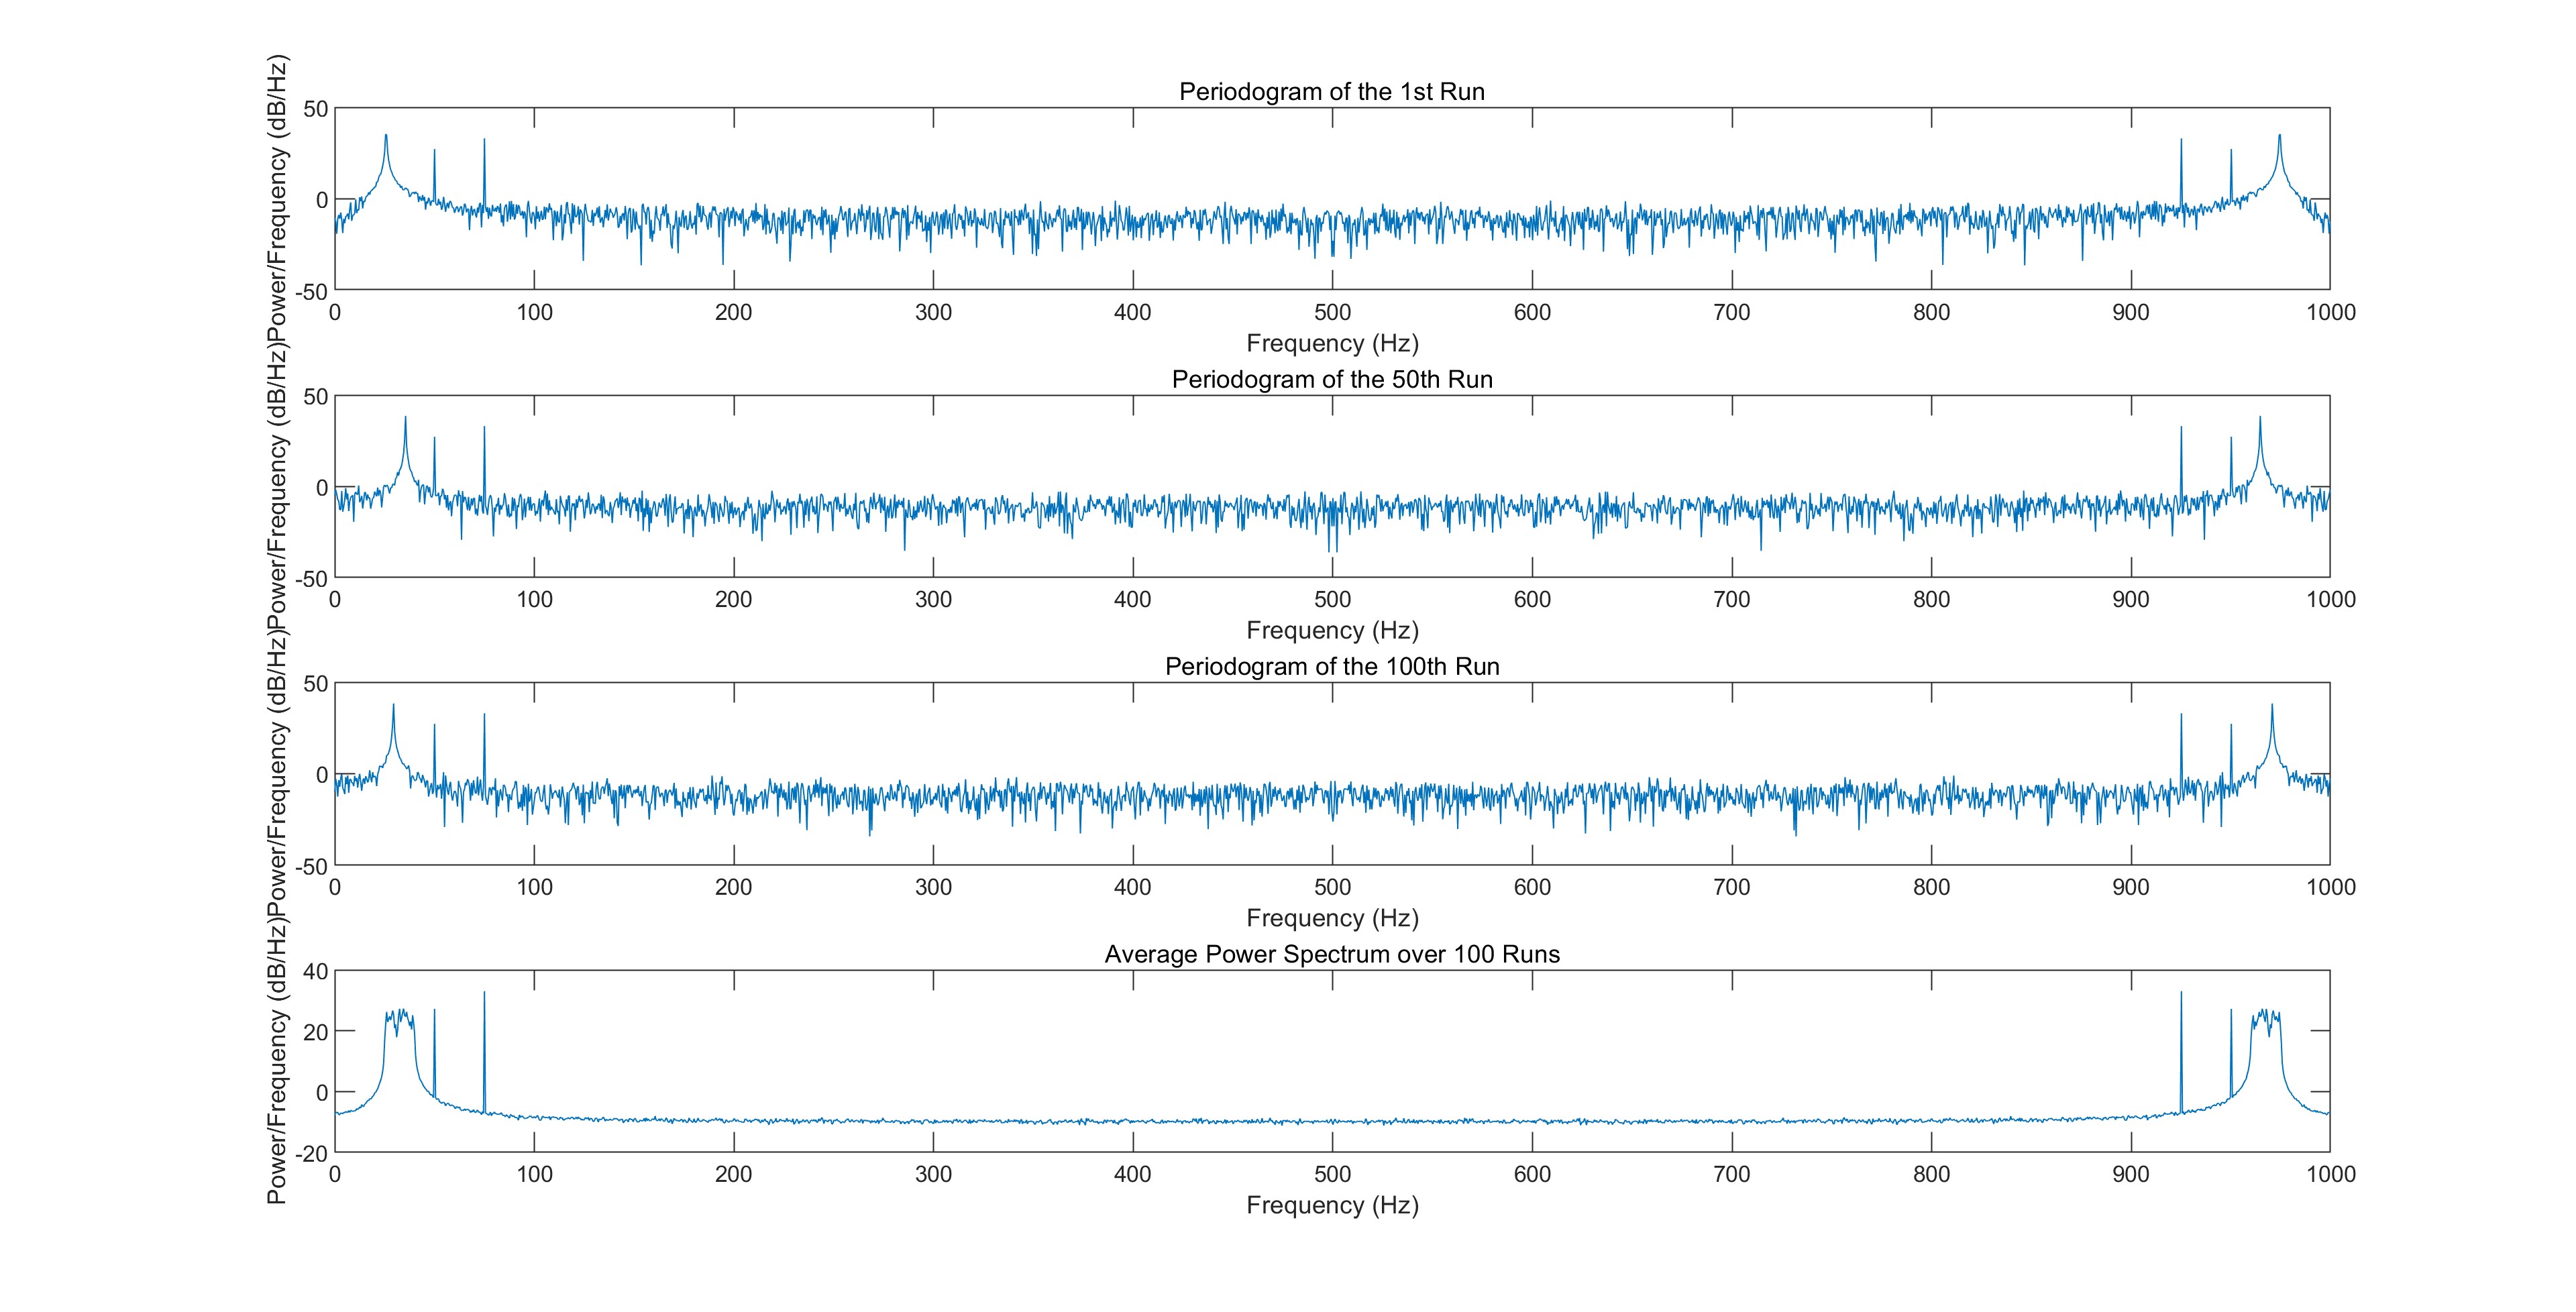 Periodogram of the 1st Run
Power/Frequency (dB/Hz)
50
0
-50
0 100 200 300 400 500 600 700 800 900 1000
Frequency (Hz)
Periodogram of the 50th Run
Power/Frequency (dB/Hz)
50
0
-50
0 100 200 300 400 500 600 700 800 900 1000
Frequency (Hz)
Periodogram of the 100th Run
Power/Frequency (dB/Hz)
50
0
-50
0 100 200 300 400 500 600 700 800 900 1000
Frequency (Hz)
Average Power Spectrum over 100 Runs
Power/Frequency (dB/Hz)
40
20
0
-20
0 100 200 300 400 500 600 700 800 900 1000
Frequency (Hz)